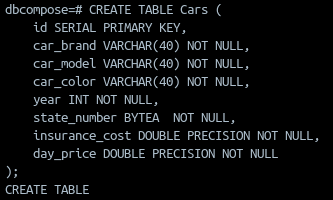 dbcompose=# CREATE TABLE Cars (
    id SERIAL PRIMARY KEY,
    car_brand VARCHAR(40) NOT NULL,
    car_model VARCHAR(40) NOT NULL,
    car_color VARCHAR(40) NOT NULL,
    year INT NOT NULL,
    state_number BYTEA  NOT NULL,
    insurance_cost DOUBLE PRECISION NOT NULL,
    day_price DOUBLE PRECISION NOT NULL
);
CREATE TABLE